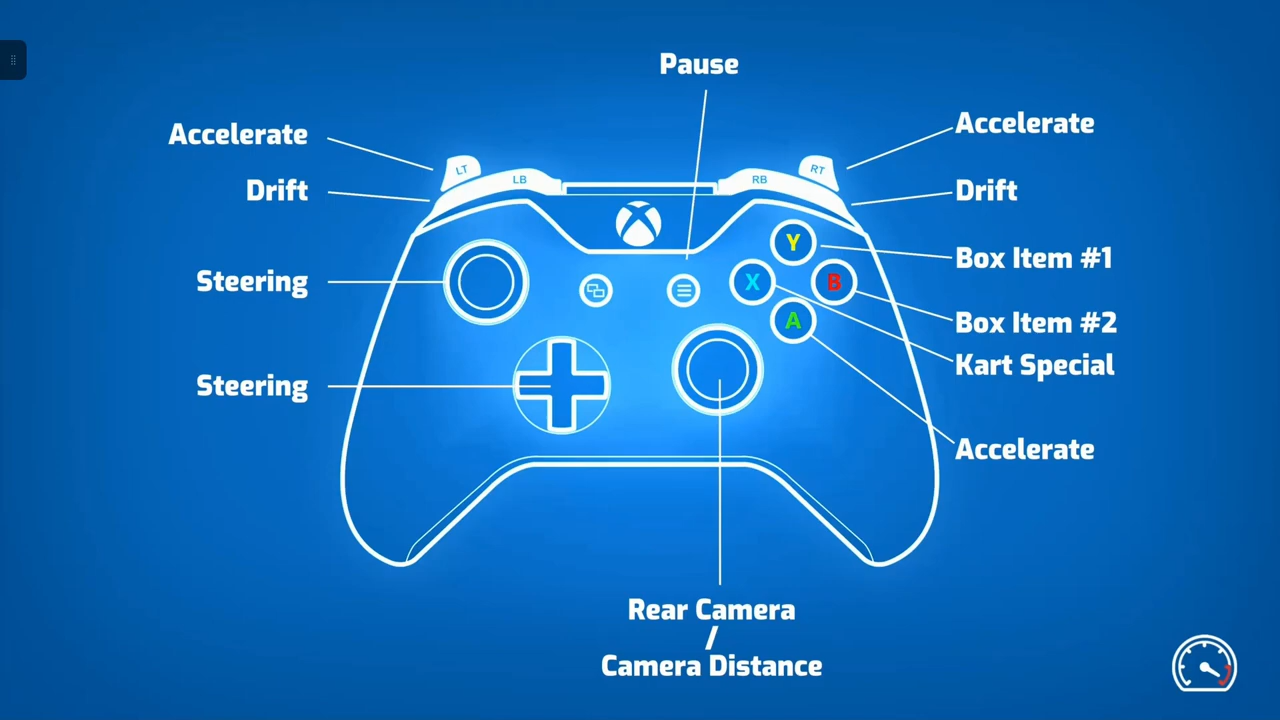 Pause
Accelerate
Accelerate
LT
LB
RB
RT
Drift
Drift
Y
Box Item #1
Steering
X
B
Box Item #2
A
Kart Special
Steering
Accelerate
Rear Camera
/
Camera Distance